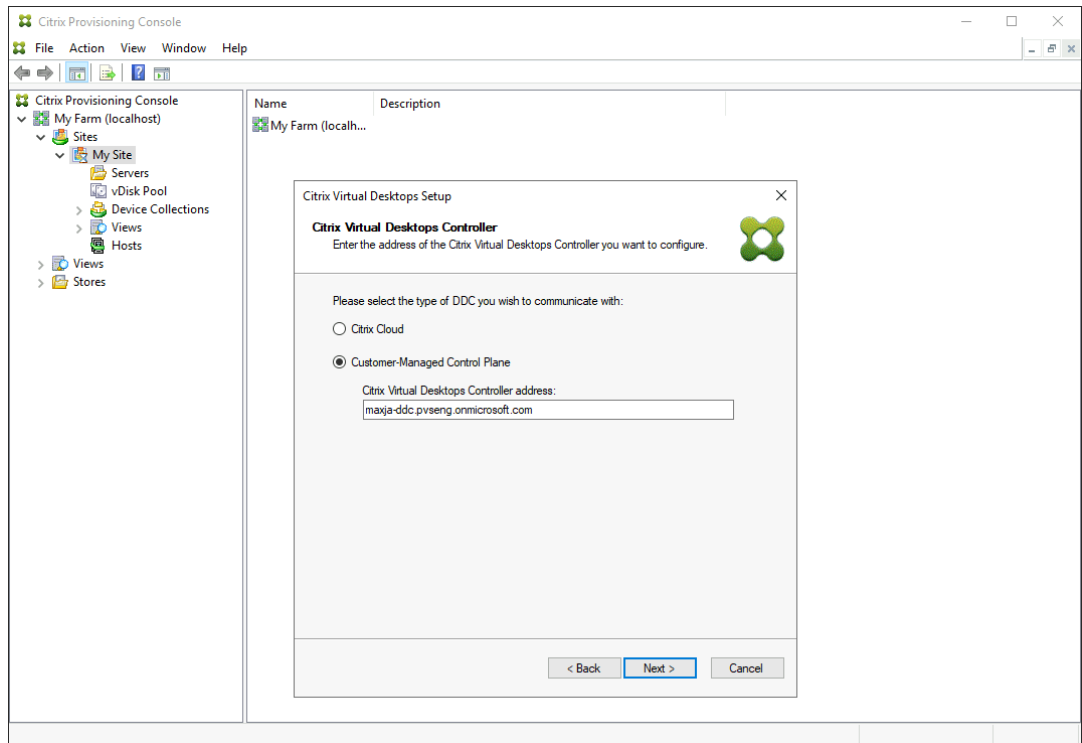 Citrix Provisioning Console
File Action View Window Help
Citrix Provisioning Console
My Farm (localhost)
Sites
My Site
Servers
vDisk Pool
Device Collections
Views
Hosts
Views
Stores
Name Description
My Farm (localh...
Citrix Virtual Desktops Setup
Citrix Virtual Desktops Controller
Enter the address of the Citrix Virtual Desktops Controller you want to configure.
Please select the type of DDC you wish to communicate with:
Citrix Cloud
Customer-Managed Control Plane
Citrix Virtual Desktops Controller address:
maxja-ddc.pvseng.onmicrosoft.com
< Back Next > Cancel